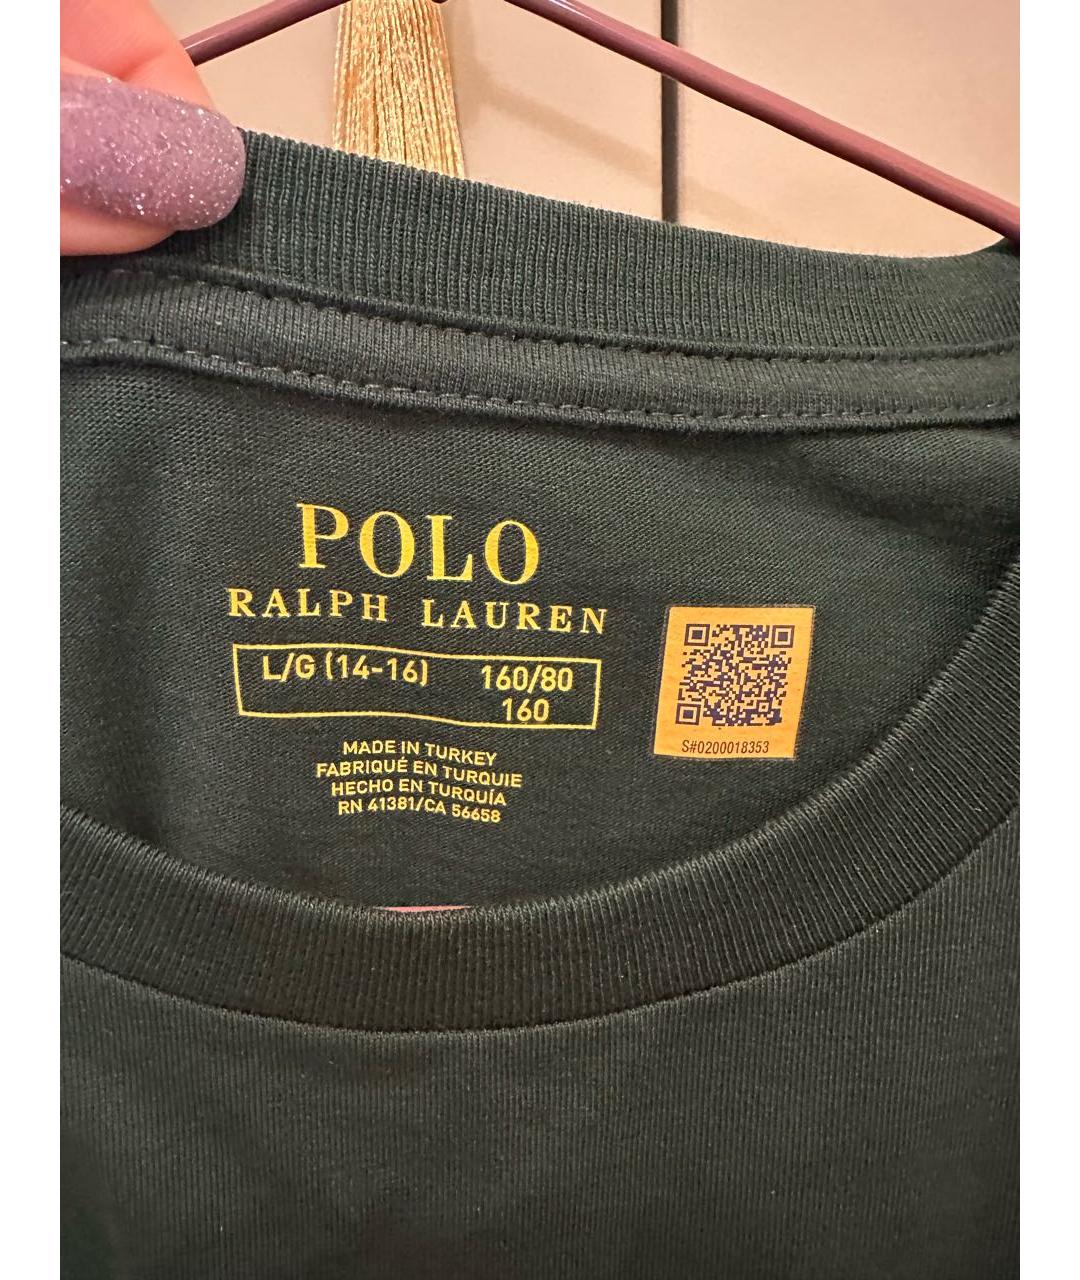 POLO
RALPH LAUREN
L/G (14-16) 160/80
160
MADE IN TURKEY
FABRIQUÉ EN TURQUIE
HECHO EN TURQUÍA
RN 41381/CA 56658
S#0200018353